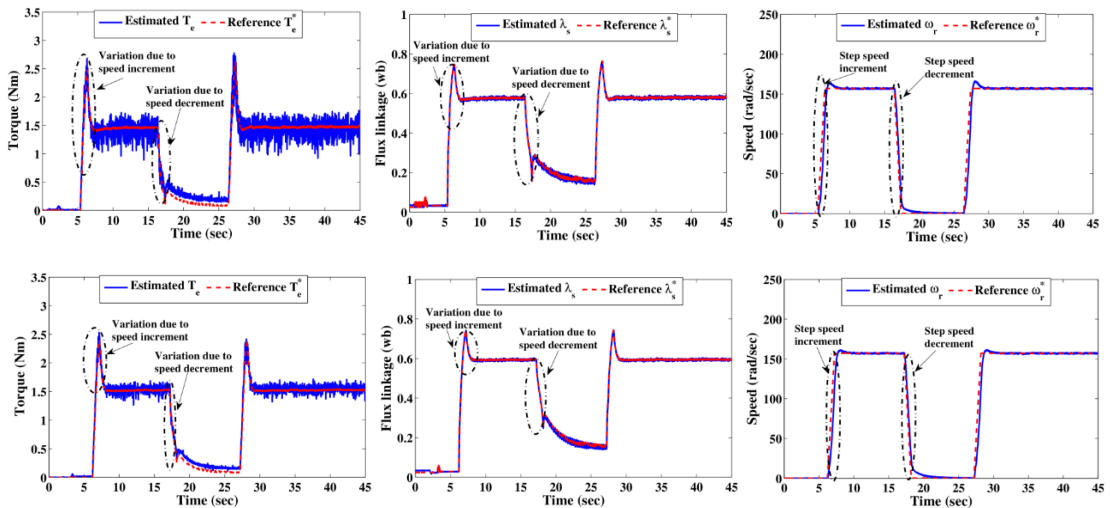 Estimated T_e Reference T_e^*
Variation due to
speed increment
Variation due to
speed decrement
Torque (Nm)
3.5
3
2.5
2
1.5
1
0.5
0
0 5 10 15 20 25 30 35 40 45
Time (sec)
Estimated λ_s Reference λ_s^*
Variation due to
speed increment
Variation due to
speed decrement
Flux linkage (wb)
1
0.8
0.6
0.4
0.2
0
0 5 10 15 20 25 30 35 40 45
Time (sec)
Estimated ω_r Reference ω_r^*
Step speed
increment
Step speed
decrement
Speed (rad/sec)
250
200
150
100
50
0
0 5 10 15 20 25 30 35 40 45
Time (sec)
Estimated T_e Reference T_e^*
Variation due to
speed increment
Variation due to
speed decrement
Torque (Nm)
3.5
3
2.5
2
1.5
1
0.5
0
0 5 10 15 20 25 30 35 40 45
Time (sec)
Estimated λ_s Reference λ_s^*
Variation due to
speed increment
Variation due to
speed decrement
Flux linkage (wb)
1
0.8
0.6
0.4
0.2
0
0 5 10 15 20 25 30 35 40 45
Time (sec)
Estimated ω_r Reference ω_r^*
Step speed
increment
Step speed
decrement
Speed (rad/sec)
250
200
150
100
50
0
0 5 10 15 20 25 30 35 40 45
Time (sec)